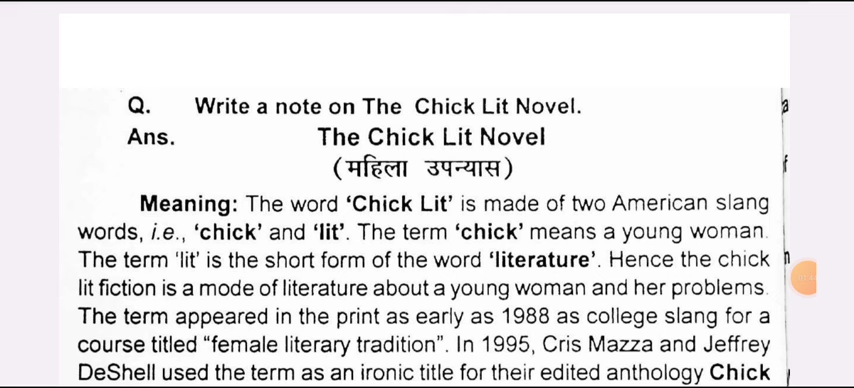 Q. Write a note on The Chick Lit Novel.
Ans. The Chick Lit Novel
(महिला उपन्यास)
Meaning: The word ‘Chick Lit’ is made of two American slang
words, i.e., ‘chick’ and ‘lit’. The term ‘chick’ means a young woman.
The term 'lit' is the short form of the word ‘literature’. Hence the chick
lit fiction is a mode of literature about a young woman and her problems.
The term appeared in the print as early as 1988 as college slang for a
course titled “female literary tradition”. In 1995, Cris Mazza and Jeffrey
DeShell used the term as an ironic title for their edited anthology Chick